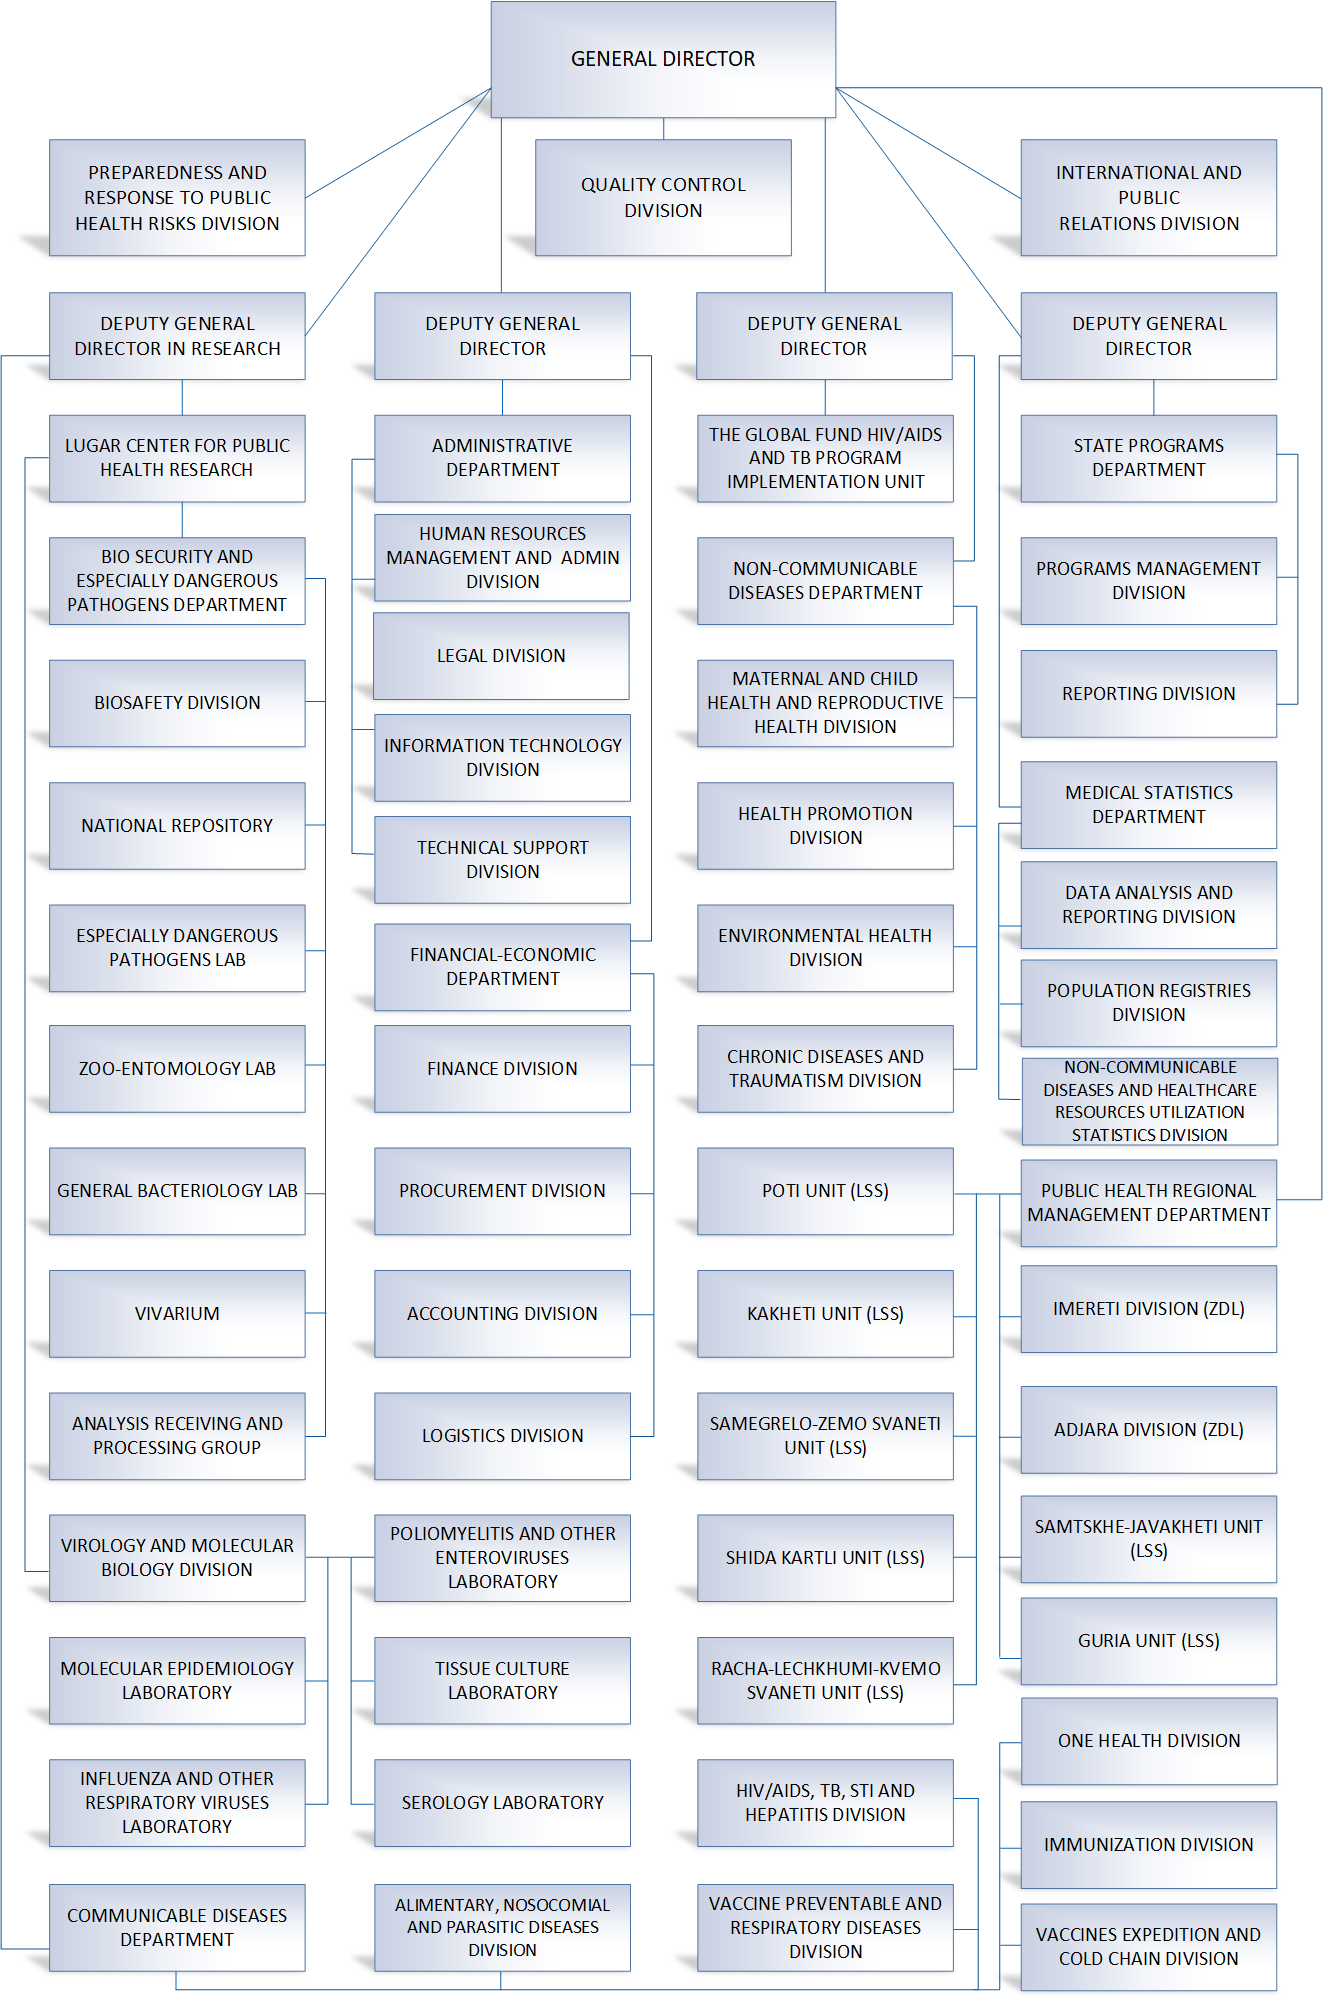 GENERAL DIRECTOR
PREPAREDNESS AND
RESPONSE TO PUBLIC
HEALTH RISKS DIVISION
QUALITY CONTROL
DIVISION
INTERNATIONAL AND
PUBLIC
RELATIONS DIVISION
DEPUTY GENERAL
DIRECTOR IN RESEARCH
DEPUTY GENERAL
DIRECTOR
DEPUTY GENERAL
DIRECTOR
DEPUTY GENERAL
DIRECTOR
LUGAR CENTER FOR PUBLIC
HEALTH RESEARCH
ADMINISTRATIVE
DEPARTMENT
THE GLOBAL FUND HIV/AIDS
AND TB PROGRAM
IMPLEMENTATION UNIT
STATE PROGRAMS
DEPARTMENT
BIO SECURITY AND
ESPECIALLY DANGEROUS
PATHOGENS DEPARTMENT
HUMAN RESOURCES
MANAGEMENT AND  ADMIN
DIVISION
NON-COMMUNICABLE
DISEASES DEPARTMENT
PROGRAMS MANAGEMENT
DIVISION
BIOSAFETY DIVISION
LEGAL DIVISION
MATERNAL AND CHILD
HEALTH AND REPRODUCTIVE
HEALTH DIVISION
REPORTING DIVISION
NATIONAL REPOSITORY
INFORMATION TECHNOLOGY
DIVISION
HEALTH PROMOTION
DIVISION
MEDICAL STATISTICS
DEPARTMENT
TECHNICAL SUPPORT
DIVISION
DATA ANALYSIS AND
REPORTING DIVISION
ESPECIALLY DANGEROUS
PATHOGENS LAB
FINANCIAL-ECONOMIC
DEPARTMENT
ENVIRONMENTAL HEALTH
DIVISION
POPULATION REGISTRIES
DIVISION
ZOO-ENTOMOLOGY LAB
FINANCE DIVISION
CHRONIC DISEASES AND
TRAUMATISM DIVISION
NON-COMMUNICABLE
DISEASES AND HEALTHCARE
RESOURCES UTILIZATION
STATISTICS DIVISION
GENERAL BACTERIOLOGY LAB
PROCUREMENT DIVISION
POTI UNIT (LSS)
PUBLIC HEALTH REGIONAL
MANAGEMENT DEPARTMENT
VIVARIUM
ACCOUNTING DIVISION
KAKHETI UNIT (LSS)
IMERETI DIVISION (ZDL)
ANALYSIS RECEIVING AND
PROCESSING GROUP
LOGISTICS DIVISION
SAMEGRELO-ZEMO SVANETI
UNIT (LSS)
ADJARA DIVISION (ZDL)
VIROLOGY AND MOLECULAR
BIOLOGY DIVISION
POLIOMYELITIS AND OTHER
ENTEROVIRUSES
LABORATORY
SHIDA KARTLI UNIT (LSS)
SAMTSKHE-JAVAKHETI UNIT
(LSS)
MOLECULAR EPIDEMIOLOGY
LABORATORY
TISSUE CULTURE
LABORATORY
RACHA-LECHKHUMI-KVEMO
SVANETI UNIT (LSS)
GURIA UNIT (LSS)
INFLUENZA AND OTHER
RESPIRATORY VIRUSES
LABORATORY
SEROLOGY LABORATORY
HIV/AIDS, TB, STI AND
HEPATITIS DIVISION
ONE HEALTH DIVISION
IMMUNIZATION DIVISION
COMMUNICABLE DISEASES
DEPARTMENT
ALIMENTARY, NOSOCOMIAL
AND PARASITIC DISEASES
DIVISION
VACCINE PREVENTABLE AND
RESPIRATORY DISEASES
DIVISION
VACCINES EXPEDITION AND
COLD CHAIN DIVISION